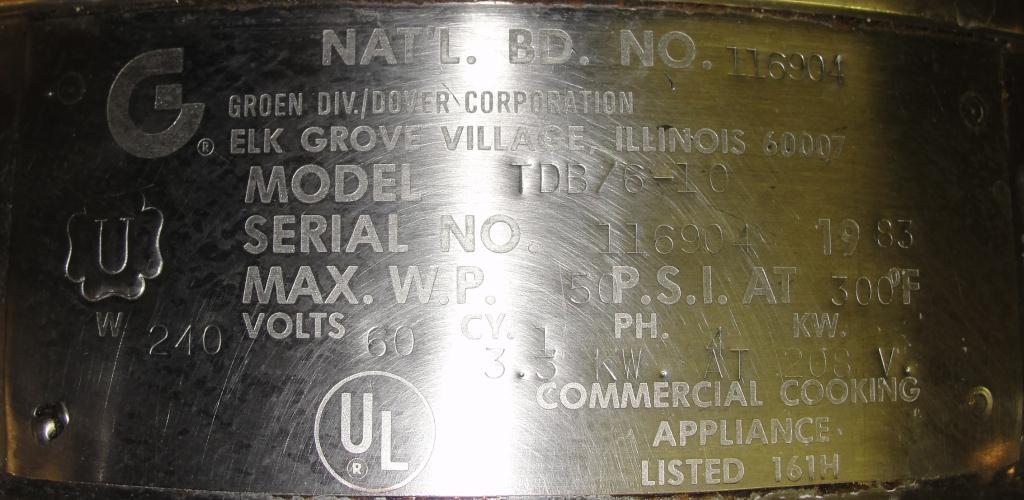 NAT'L. BD. NO. 116904
G
GROEN DIV./DOVER CORPORATION
® ELK GROVE VILLAGE, ILLINOIS 60007
MODEL TDB/6-10
SERIAL NO. 116904 1983
U
MAX. W.P. 50 P.S.I. AT 300°F
W 240 VOLTS 60 CY. 1 PH. 4 KW.
3.3 KW. AT 208 V.
UL ®
COMMERCIAL COOKING
APPLIANCE
LISTED 161H